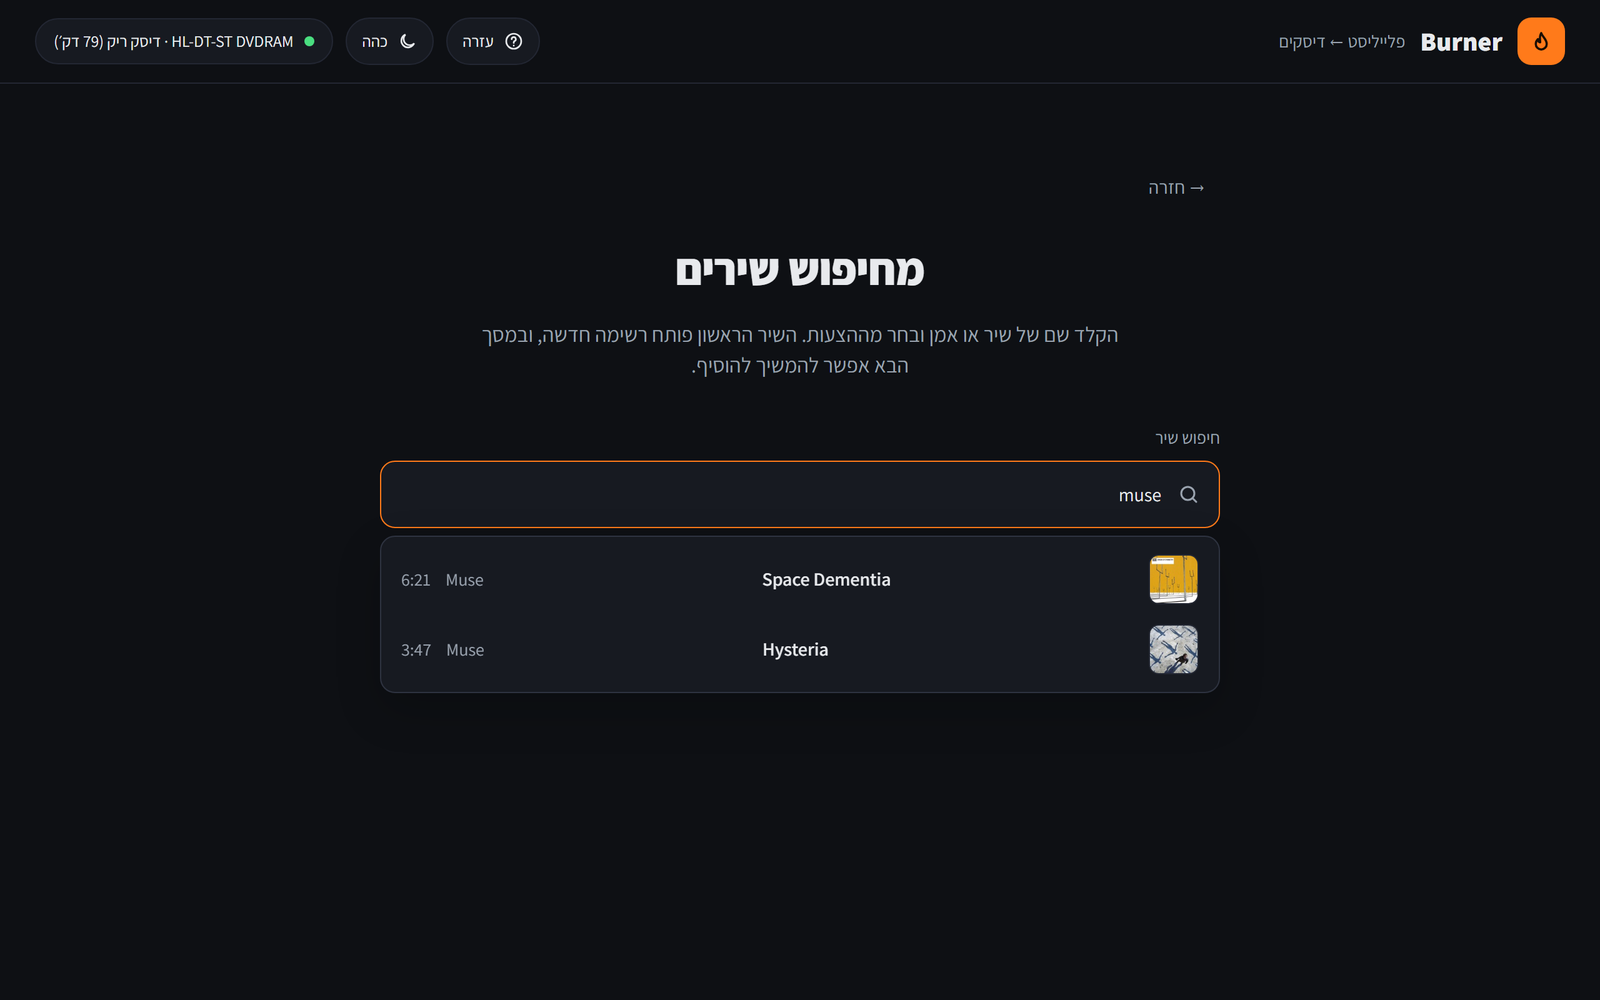 Burner פלייליסט ← דיסקים
עזרה
כהה
HL-DT-ST DVDRAM · דיסק ריק (79 דק׳)
→ חזרה
מחיפוש שירים
הקלד שם של שיר או אמן ובחר מההצעות. השיר הראשון פותח רשימה חדשה, ובמסך
הבא אפשר להמשיך להוסיף.
חיפוש שיר
muse
Space Dementia Muse 6:21
Hysteria Muse 3:47